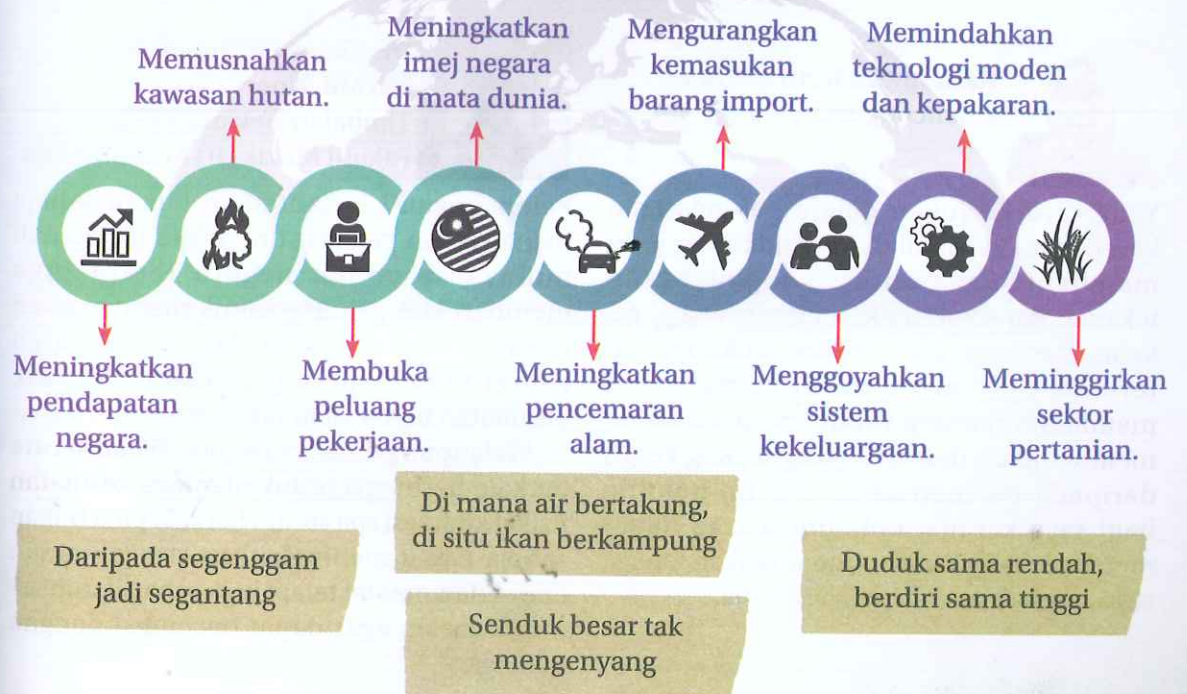 Memusnahkan
kawasan hutan.
Meningkatkan
imej negara
di mata dunia.
Mengurangkan
kemasukan
barang import.
Memindahkan
teknologi moden
dan kepakaran.
Meningkatkan
pendapatan
negara.
Membuka
peluang
pekerjaan.
Meningkatkan
pencemaran
alam.
Menggoyahkan
sistem
kekeluargaan.
Meminggirkan
sektor
pertanian.
Daripada segenggam
jadi segantang
Di mana air bertakung,
di situ ikan berkampung
Senduk besar tak
mengenyang
Duduk sama rendah,
berdiri sama tinggi